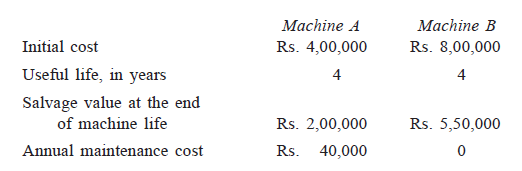 Machine A Machine B
Initial cost Rs. 4,00,000 Rs. 8,00,000
Useful life, in years 4 4
Salvage value at the end
of machine life Rs. 2,00,000 Rs. 5,50,000
Annual maintenance cost Rs. 40,000 0